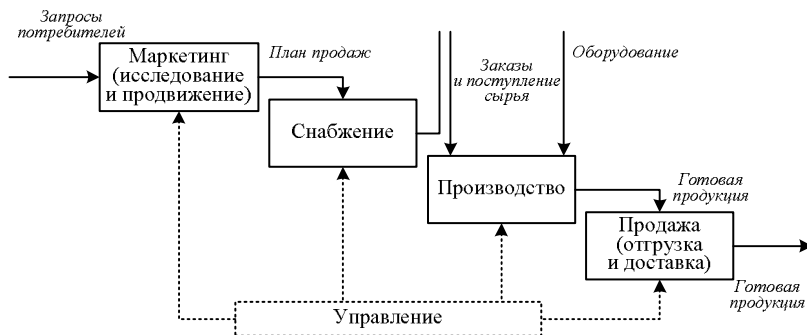 Запросы
потребителей
Маркетинг
(исследование
и продвижение)
План продаж
Снабжение
Заказы
и поступление
сырья
Оборудование
Производство
Готовая
продукция
Продажа
(отгрузка
и доставка)
Готовая
продукция
Управление